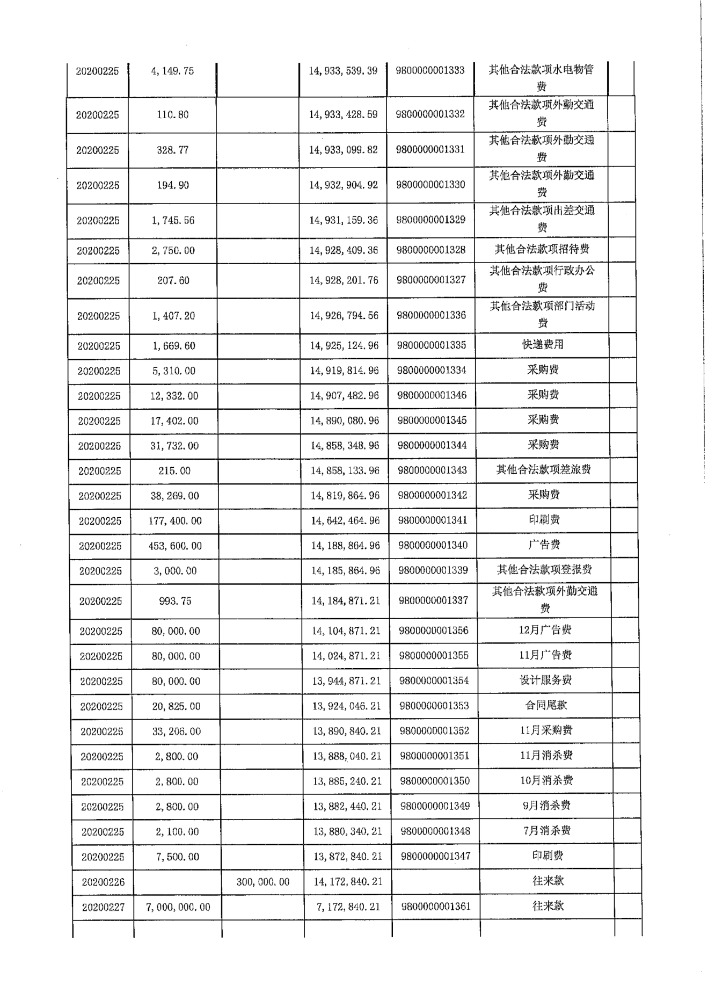 20200225 4,149.75 14,933,539.39 9800000001333 其他合法款项水电物管
费
20200225 110.80 14,933,428.59 9800000001332 其他合法款项外勤交通
费
20200225 328.77 14,933,099.82 9800000001331 其他合法款项外勤交通
费
20200225 194.90 14,932,904.92 9800000001330 其他合法款项外勤交通
费
20200225 1,745.56 14,931,159.36 9800000001329 其他合法款项出差交通
费
20200225 2,750.00 14,928,409.36 9800000001328 其他合法款项招待费
20200225 207.60 14,928,201.76 9800000001327 其他合法款项行政办公
费
20200225 1,407.20 14,926,794.56 9800000001336 其他合法款项部门活动
费
20200225 1,669.60 14,925,124.96 9800000001335 快递费用
20200225 5,310.00 14,919,814.96 9800000001334 采购费
20200225 12,332.00 14,907,482.96 9800000001346 采购费
20200225 17,402.00 14,890,080.96 9800000001345 采购费
20200225 31,732.00 14,858,348.96 9800000001344 采购费
20200225 215.00 14,858,133.96 9800000001343 其他合法款项差旅费
20200225 38,269.00 14,819,864.96 9800000001342 采购费
20200225 177,400.00 14,642,464.96 9800000001341 印刷费
20200225 453,600.00 14,188,864.96 9800000001340 广告费
20200225 3,000.00 14,185,864.96 9800000001339 其他合法款项登报费
20200225 993.75 14,184,871.21 9800000001337 其他合法款项外勤交通
费
20200225 80,000.00 14,104,871.21 9800000001356 12月广告费
20200225 80,000.00 14,024,871.21 9800000001355 11月广告费
20200225 80,000.00 13,944,871.21 9800000001354 设计服务费
20200225 20,825.00 13,924,046.21 9800000001353 合同尾款
20200225 33,206.00 13,890,840.21 9800000001352 11月采购费
20200225 2,800.00 13,888,040.21 9800000001351 11月消杀费
20200225 2,800.00 13,885,240.21 9800000001350 10月消杀费
20200225 2,800.00 13,882,440.21 9800000001349 9月消杀费
20200225 2,100.00 13,880,340.21 9800000001348 7月消杀费
20200225 7,500.00 13,872,840.21 9800000001347 印刷费
20200226 300,000.00 14,172,840.21 往来款
20200227 7,000,000.00 7,172,840.21 9800000001361 往来款